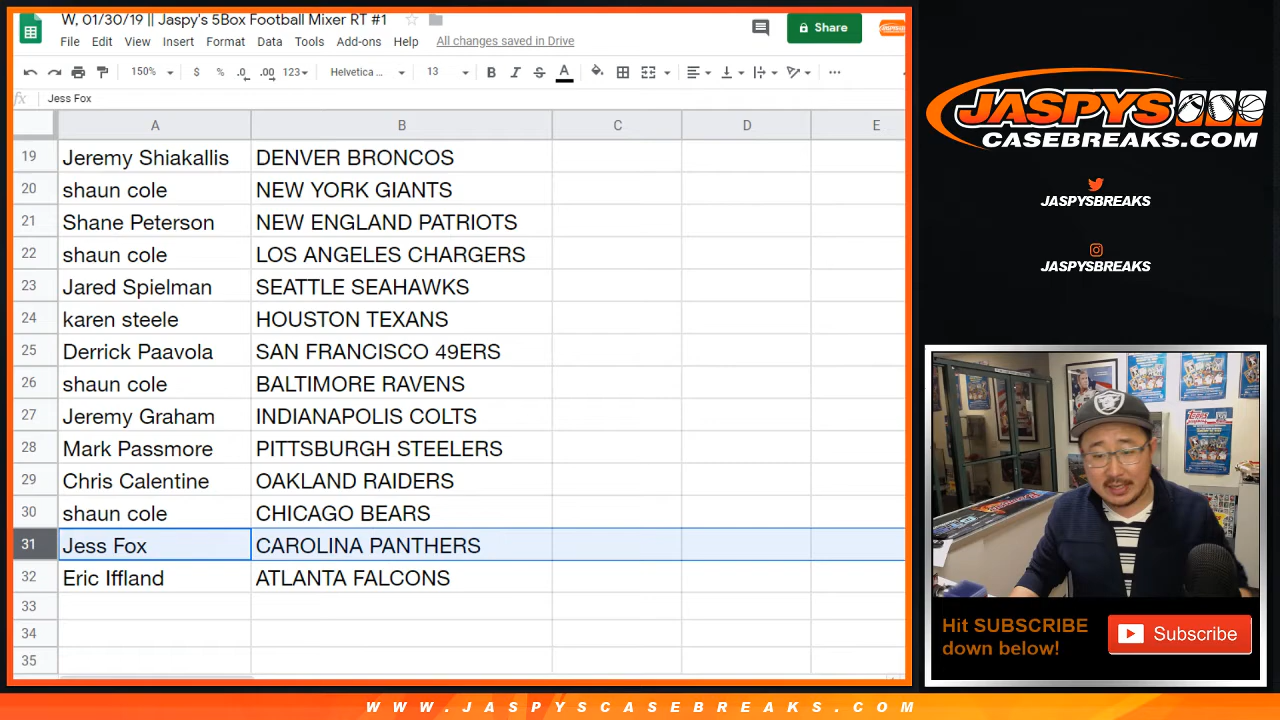 W, 01/30/19 || Jaspy's 5Box Football Mixer RT #1
File Edit View Insert Format Data Tools Add-ons Help All changes saved in Drive
Share
150% $ % .0 .00 123 Helvetica ... 13 B I S A ...
fx Jess Fox
A B C D E
19 Jeremy Shiakallis DENVER BRONCOS
20 shaun cole NEW YORK GIANTS
21 Shane Peterson NEW ENGLAND PATRIOTS
22 shaun cole LOS ANGELES CHARGERS
23 Jared Spielman SEATTLE SEAHAWKS
24 karen steele HOUSTON TEXANS
25 Derrick Paavola SAN FRANCISCO 49ERS
26 shaun cole BALTIMORE RAVENS
27 Jeremy Graham INDIANAPOLIS COLTS
28 Mark Passmore PITTSBURGH STEELERS
29 Chris Calentine OAKLAND RAIDERS
30 shaun cole CHICAGO BEARS
31 Jess Fox CAROLINA PANTHERS
32 Eric Iffland ATLANTA FALCONS
33
34
35
JASPYS
CASEBREAKS.COM
JASPYSBREAKS
JASPYSBREAKS
Hit SUBSCRIBE
down below!
Subscribe
WWW.JASPYSCASEBREAKS.COM